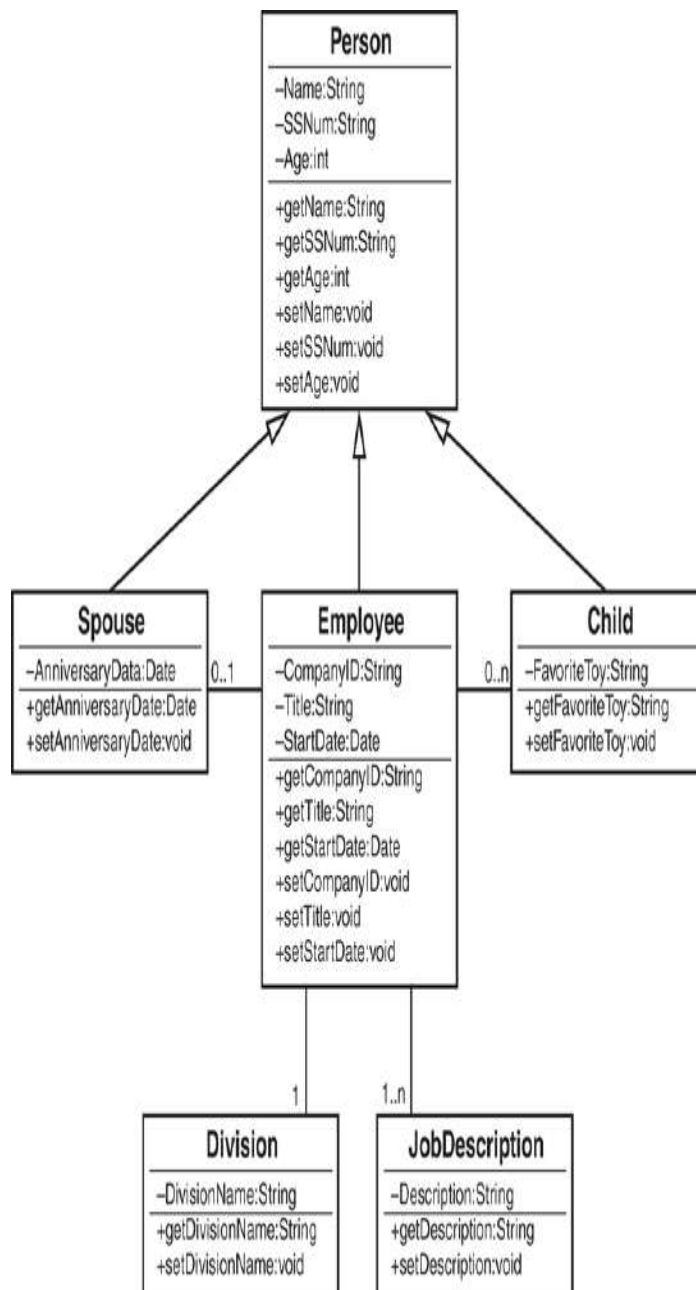 Person
–Name:String
–SSNum:String
–Age:int
+getName:String
+getSSNum:String
+getAge:int
+setName:void
+setSSNum:void
+setAge:void
Spouse
–AnniversaryData:Date
+getAnniversaryDate:Date
+setAnniversaryDate:void
0..1
Employee
–CompanyID:String
–Title:String
–StartDate:Date
+getCompanyID:String
+getTitle:String
+getStartDate:Date
+setCompanyID:void
+setTitle:void
+setStartDate:void
0..n
Child
–FavoriteToy:String
+getFavoriteToy:String
+setFavoriteToy:void
1
1..n
Division
–DivisionName:String
+getDivisionName:String
+setDivisionName:void
JobDescription
–Description:String
+getDescription:String
+setDescription:void